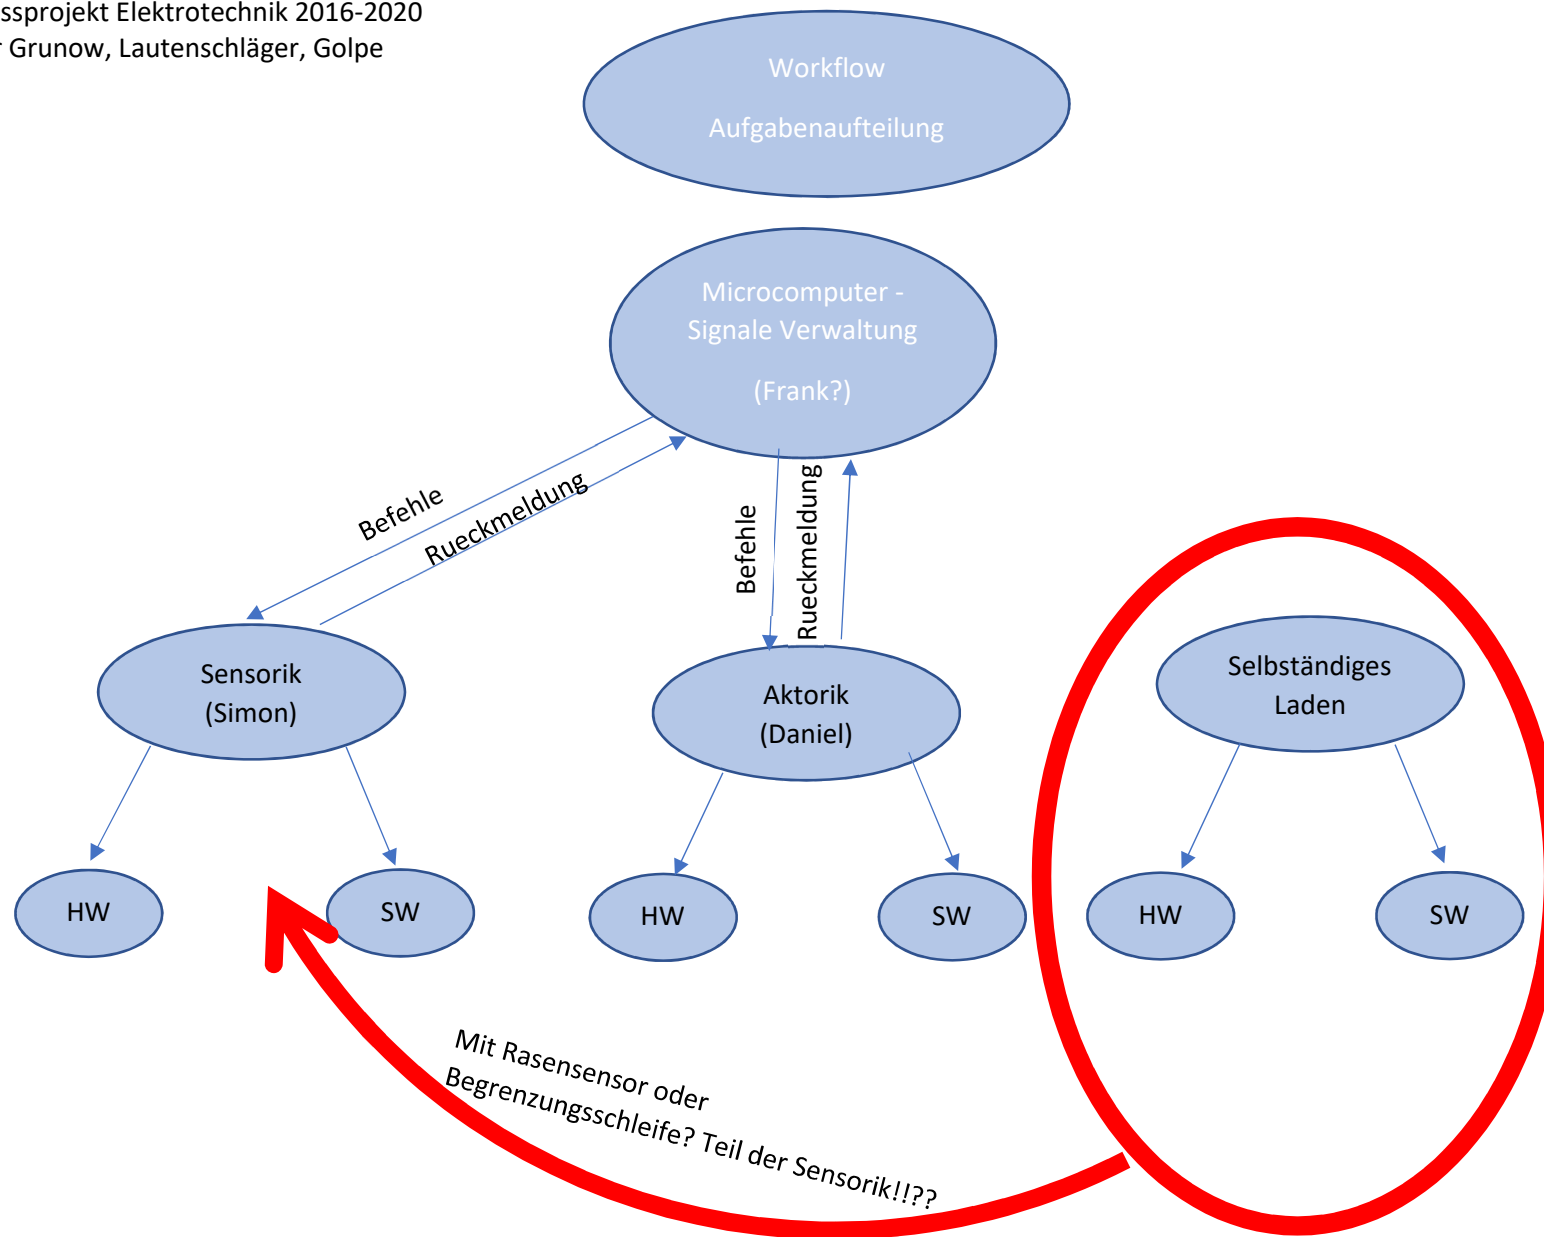 ssprojekt Elektrotechnik 2016-2020
r Grunow, Lautenschläger, Golpe
Workflow
Aufgabenaufteilung
Microcomputer -
Signale Verwaltung
(Frank?)
Befehle
Rueckmeldung
Befehle
Rueckmeldung
Sensorik
(Simon)
Aktorik
(Daniel)
Selbständiges
Laden
HW
SW
HW
SW
HW
SW
Mit Rasensensor oder
Begrenzungsschleife? Teil der Sensorik!!??